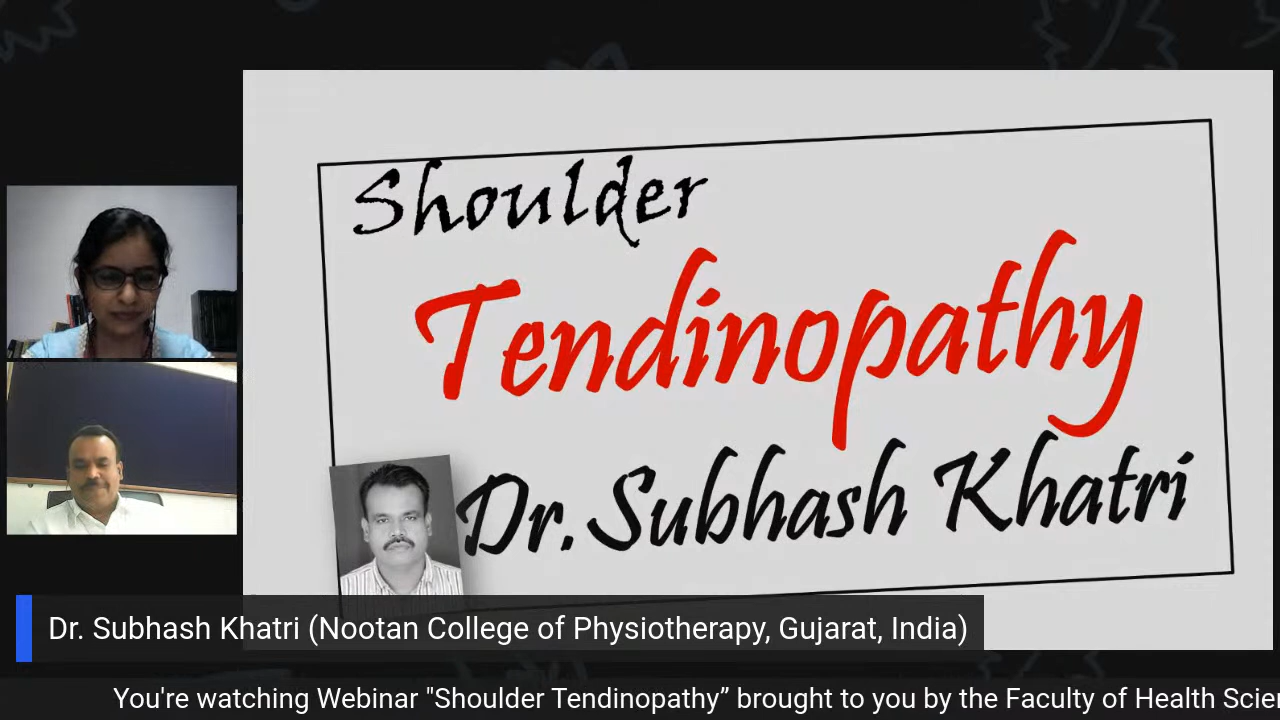 Shoulder
Tendinopathy
Dr. Subhash Khatri
Dr. Subhash Khatri (Nootan College of Physiotherapy, Gujarat, India)
You're watching Webinar "Shoulder Tendinopathy” brought to you by the Faculty of Health Scie